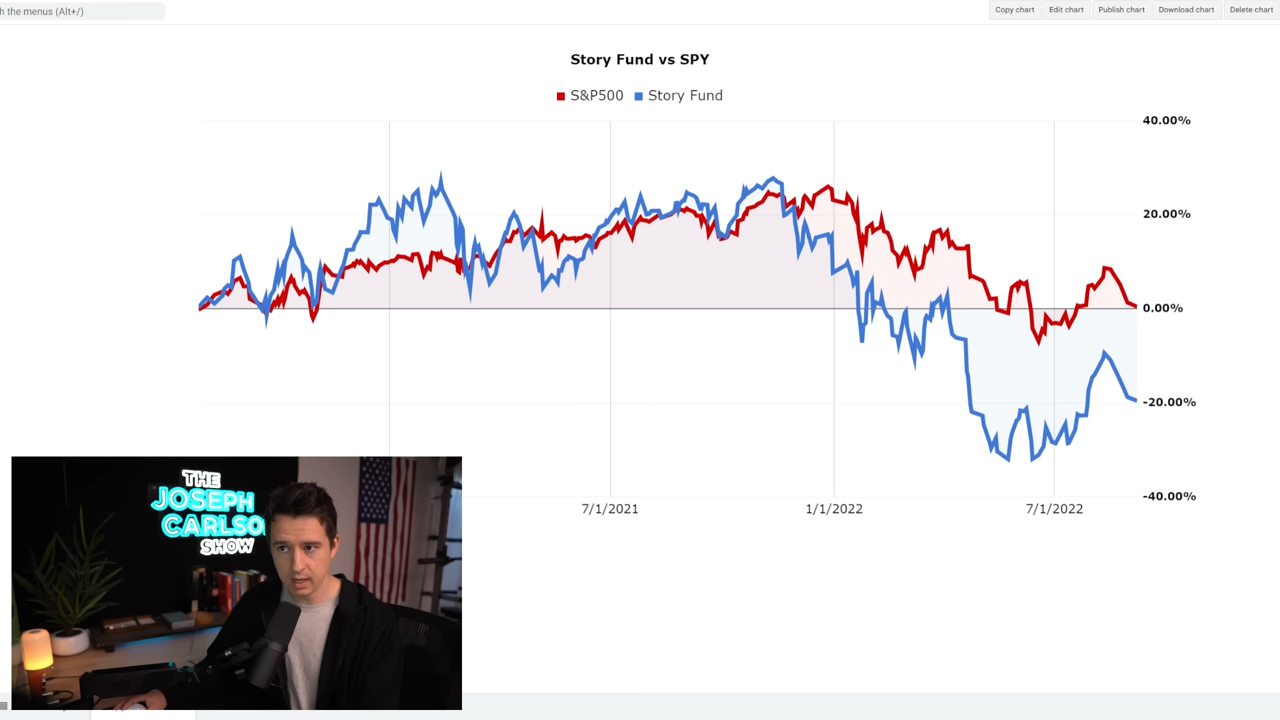 h the menus (Alt+/)
Copy chart
Edit chart
Publish chart
Download chart
Delete chart
Story Fund vs SPY
S&P500
Story Fund
40.00%
20.00%
0.00%
-20.00%
-40.00%
7/1/2021
1/1/2022
7/1/2022
THE
JOSEPH
CARLSO
SHOW